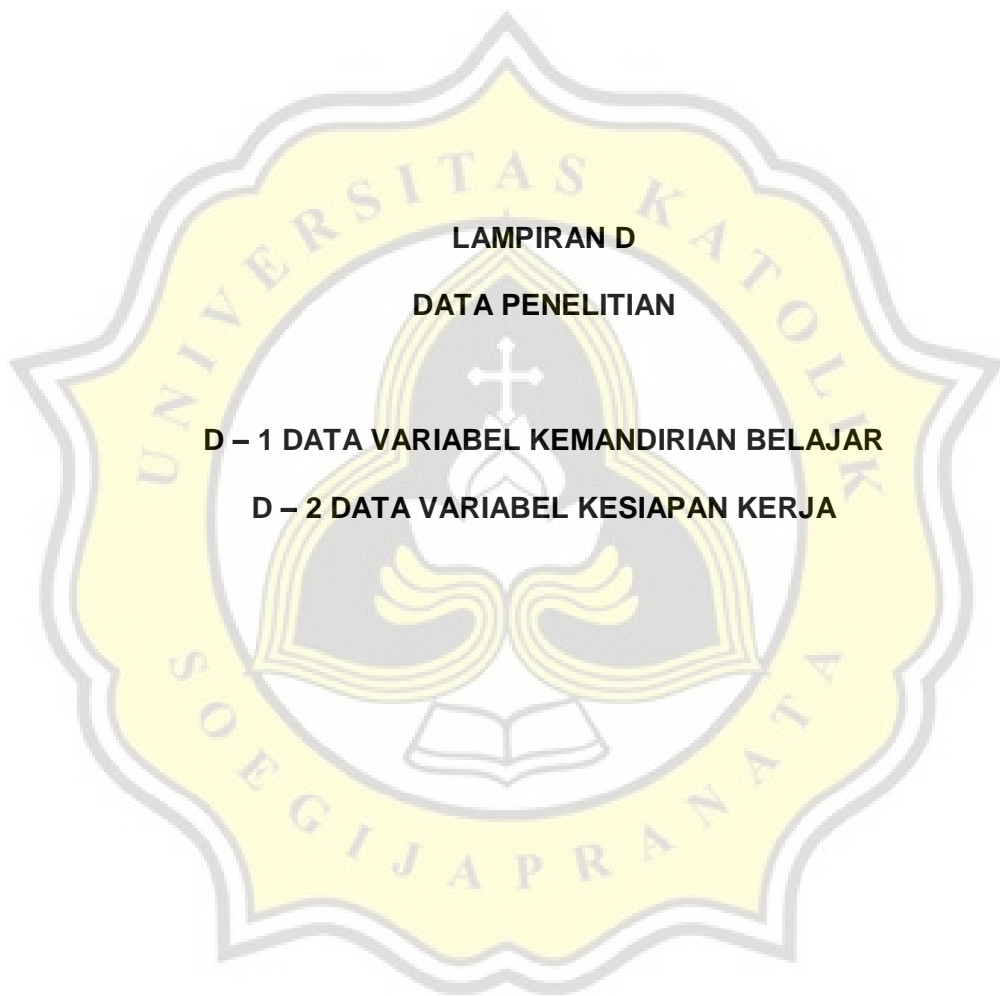 UNIVERSITAS KATOLIK
LAMPIRAN D
DATA PENELITIAN
D – 1 DATA VARIABEL KEMANDIRIAN BELAJAR
D – 2 DATA VARIABEL KESIAPAN KERJA
SOEGIJAPRANATA